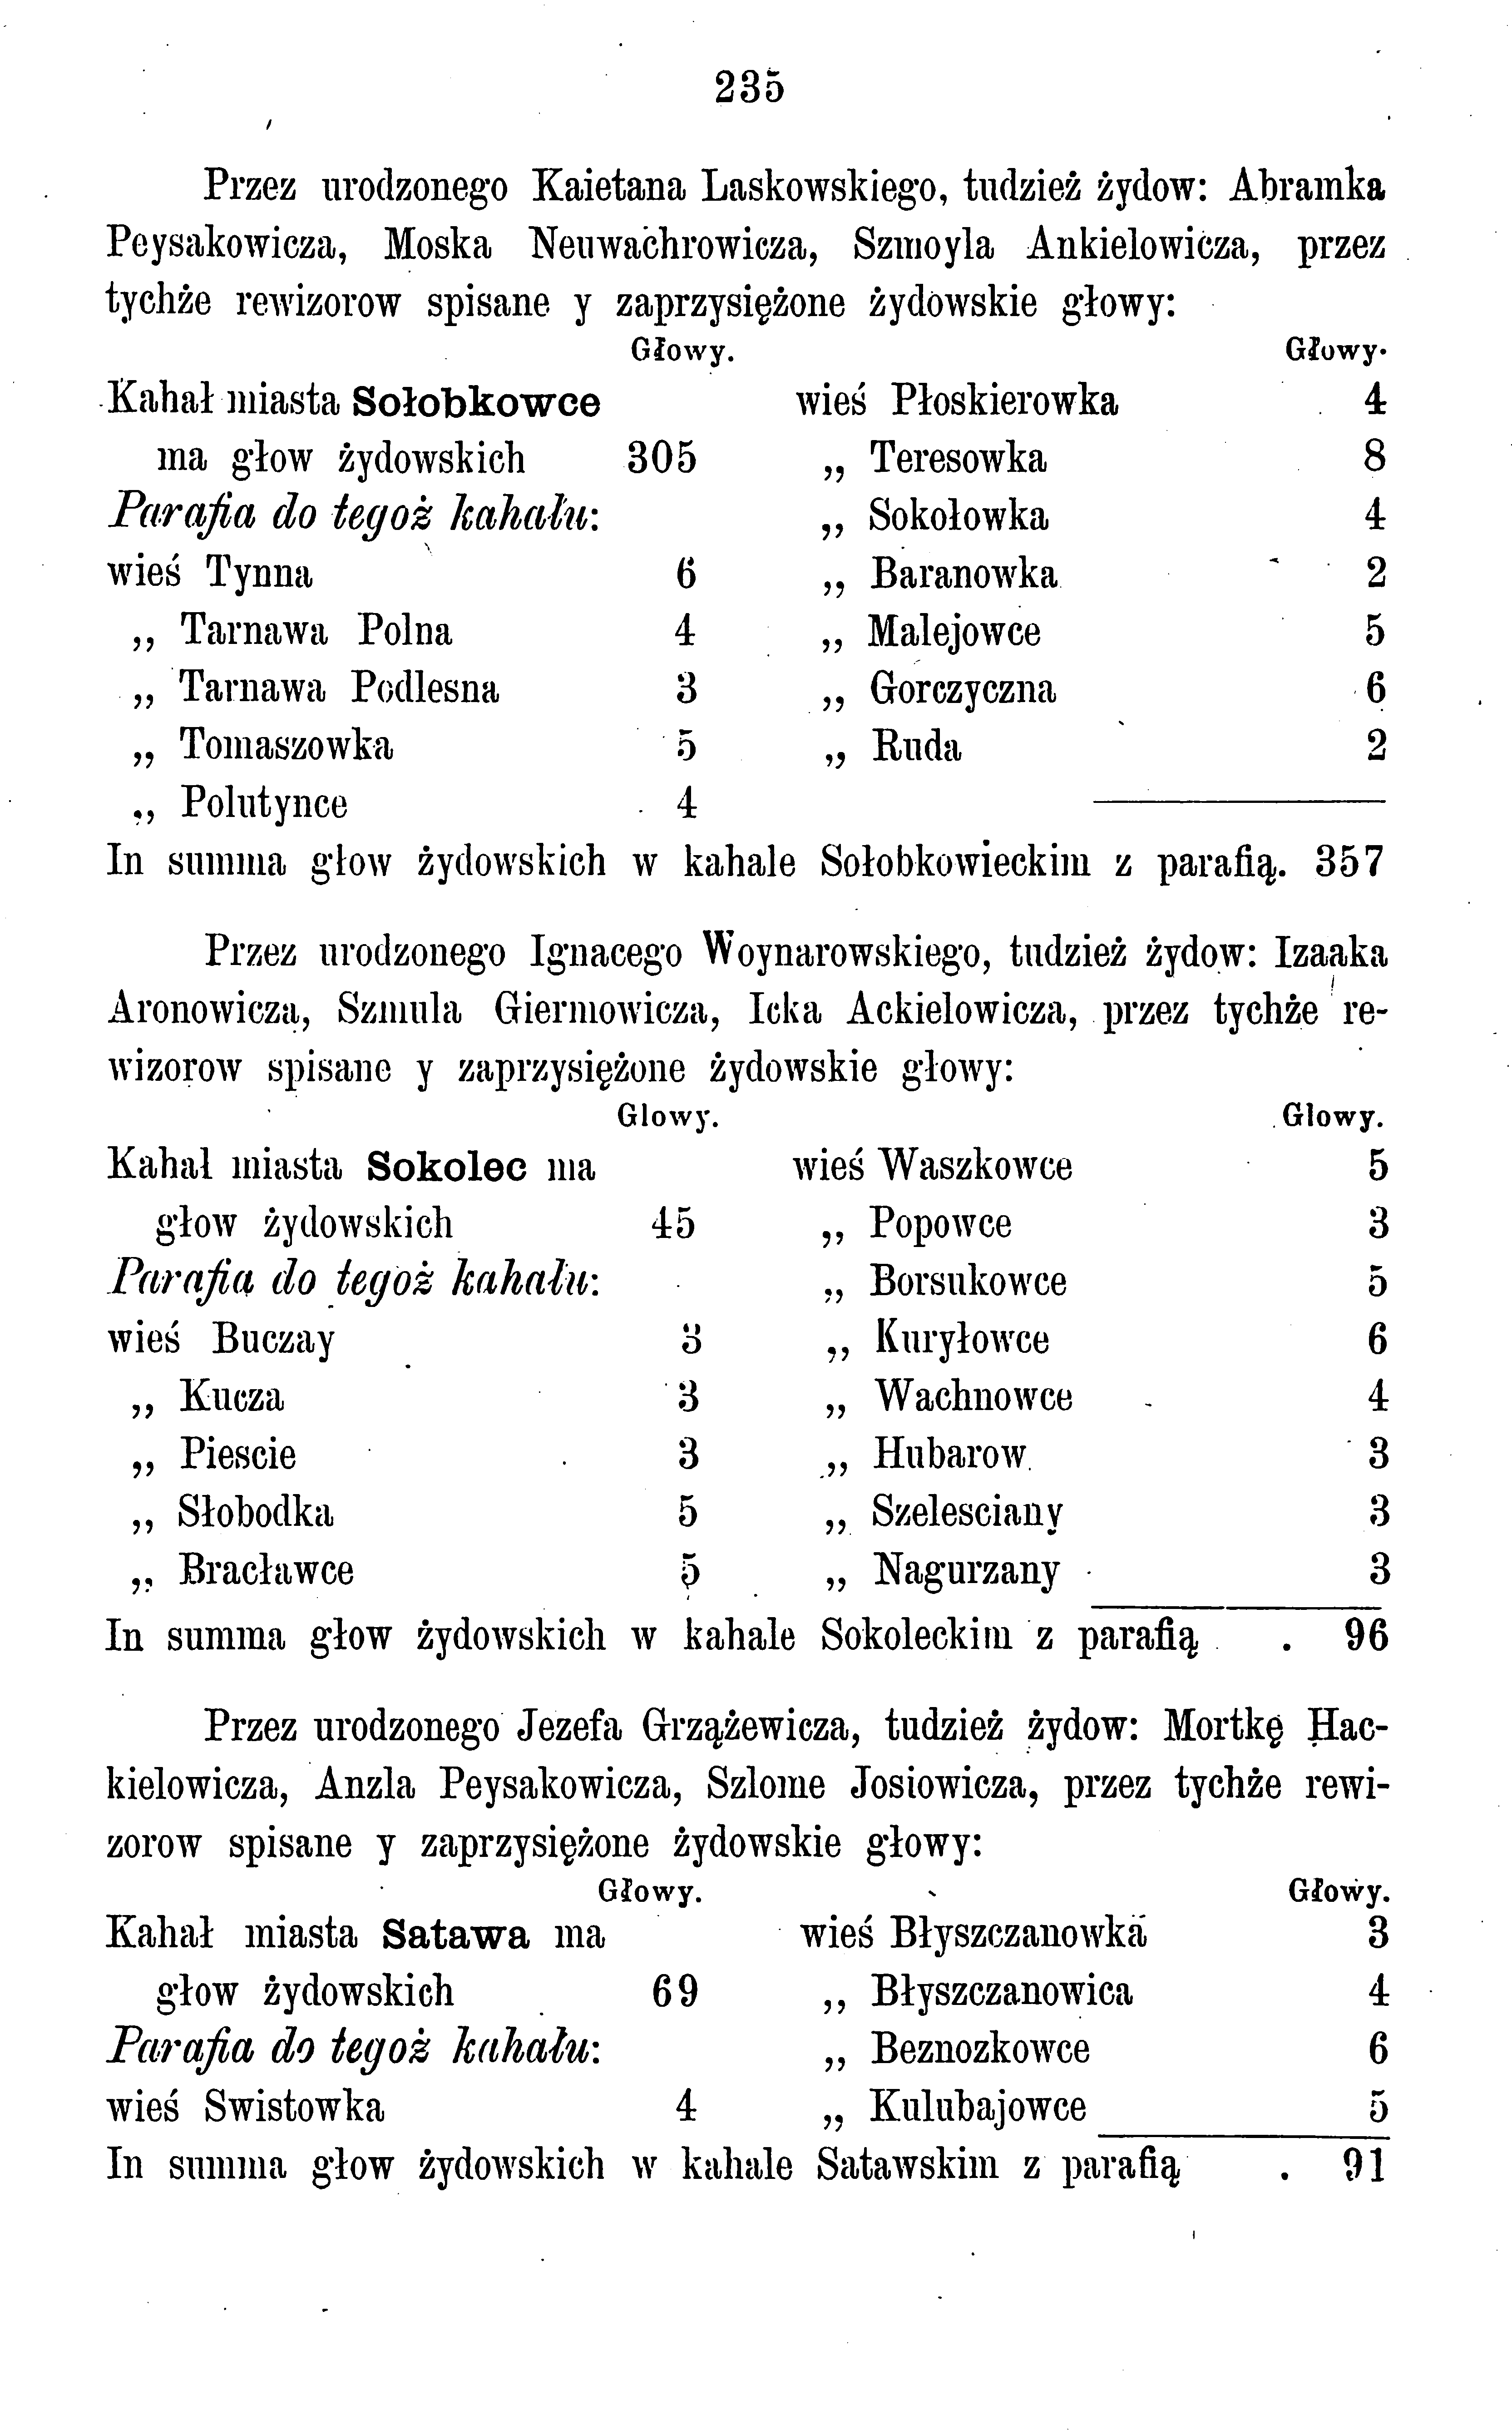 235
Przez urodzonego Kaietana Laskowskiego, tudzież żydow: Abramka
Peysakowicza, Moska Neuwachrowicza, Szmoyla Ankielowicza, przez
tychże rewizorow spisane y zaprzysiężone żydowskie głowy:
Głowy.
Kahał miasta Sołobkowce
ma głow żydowskich 305
Parafia do tegoż kahału:
wieś Tynna 6
„ Tarnawa Polna 4
„ Tarnawa Podlesna 3
„ Tomaszowka 5
„ Polutynce 4
Głowy.
wieś Płoskierowka 4
„ Teresowka 8
„ Sokołowka 4
„ Baranowka 2
„ Malejowce 5
„ Gorczyczna 6
„ Ruda 2
In summa głow żydowskich w kahale Sołobkowieckim z parafią. 357
Przez urodzonego Ignacego Woynarowskiego, tudzież żydow: Izaaka
Aronowicza, Szmula Giermowicza, Icka Ackielowicza, przez tychże re-
wizorow spisane y zaprzysiężone żydowskie głowy:
Glowy.
Kahal miasta Sokolec ma
głow żydowskich 45
Parafia do tegoż kahału:
wieś Buczay 3
„ Kucza 3
„ Piescie 3
„ Słobodka 5
„ Bracławce 5
Glowy.
wieś Waszkowce 5
„ Popowce 3
„ Borsukowce 5
„ Kuryłowce 6
„ Wachnowce 4
„ Hubarow 3
„ Szelesciany 3
„ Nagurzany 3
In summa głow żydowskich w kahale Sokoleckim z parafią . 96
Przez urodzonego Jezefa Grzążewicza, tudzież żydow: Mortkę Hac-
kielowicza, Anzla Peysakowicza, Szlome Josiowicza, przez tychże rewi-
zorow spisane y zaprzysiężone żydowskie głowy:
Głowy.
Kahał miasta Satawa ma
głow żydowskich 69
Parafia do tegoż kahału:
wieś Swistowka 4
Głowy.
wieś Błyszczanowka 3
„ Błyszczanowica 4
„ Beznozkowce 6
„ Kulubajowce 5
In summa głow żydowskich w kahale Satawskim z parafią . 91